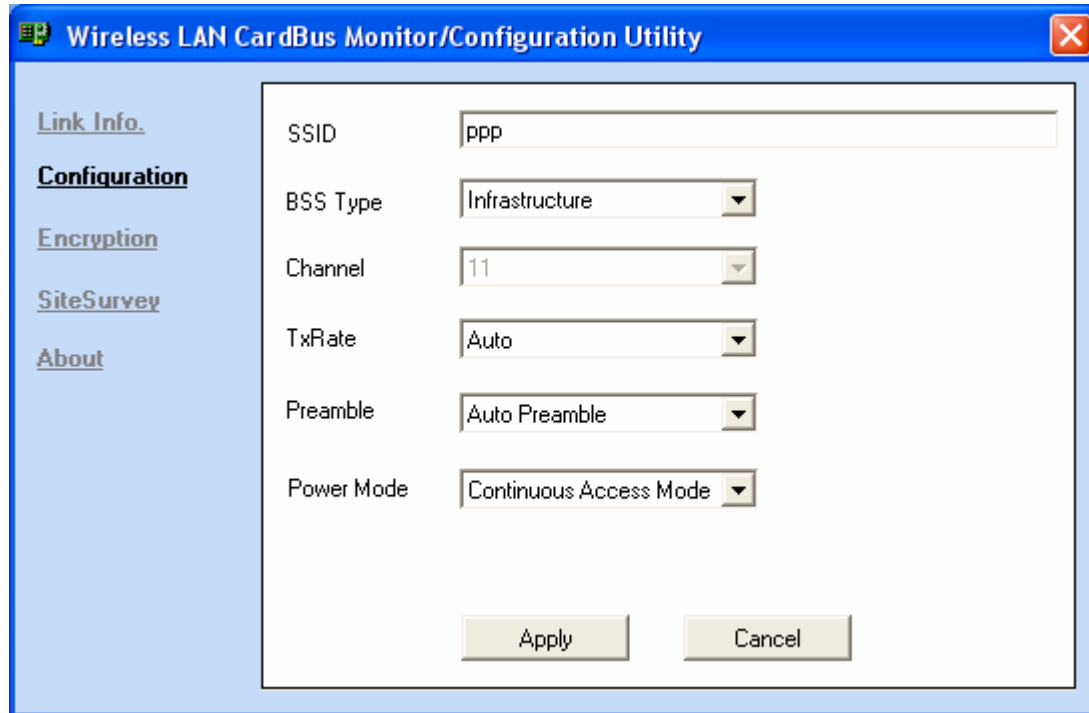 Wireless LAN CardBus Monitor/Configuration Utility
Link Info.
Configuration
Encryption
SiteSurvey
About
SSID ppp
BSS Type Infrastructure
Channel 11
TxRate Auto
Preamble Auto Preamble
Power Mode Continuous Access Mode
Apply Cancel